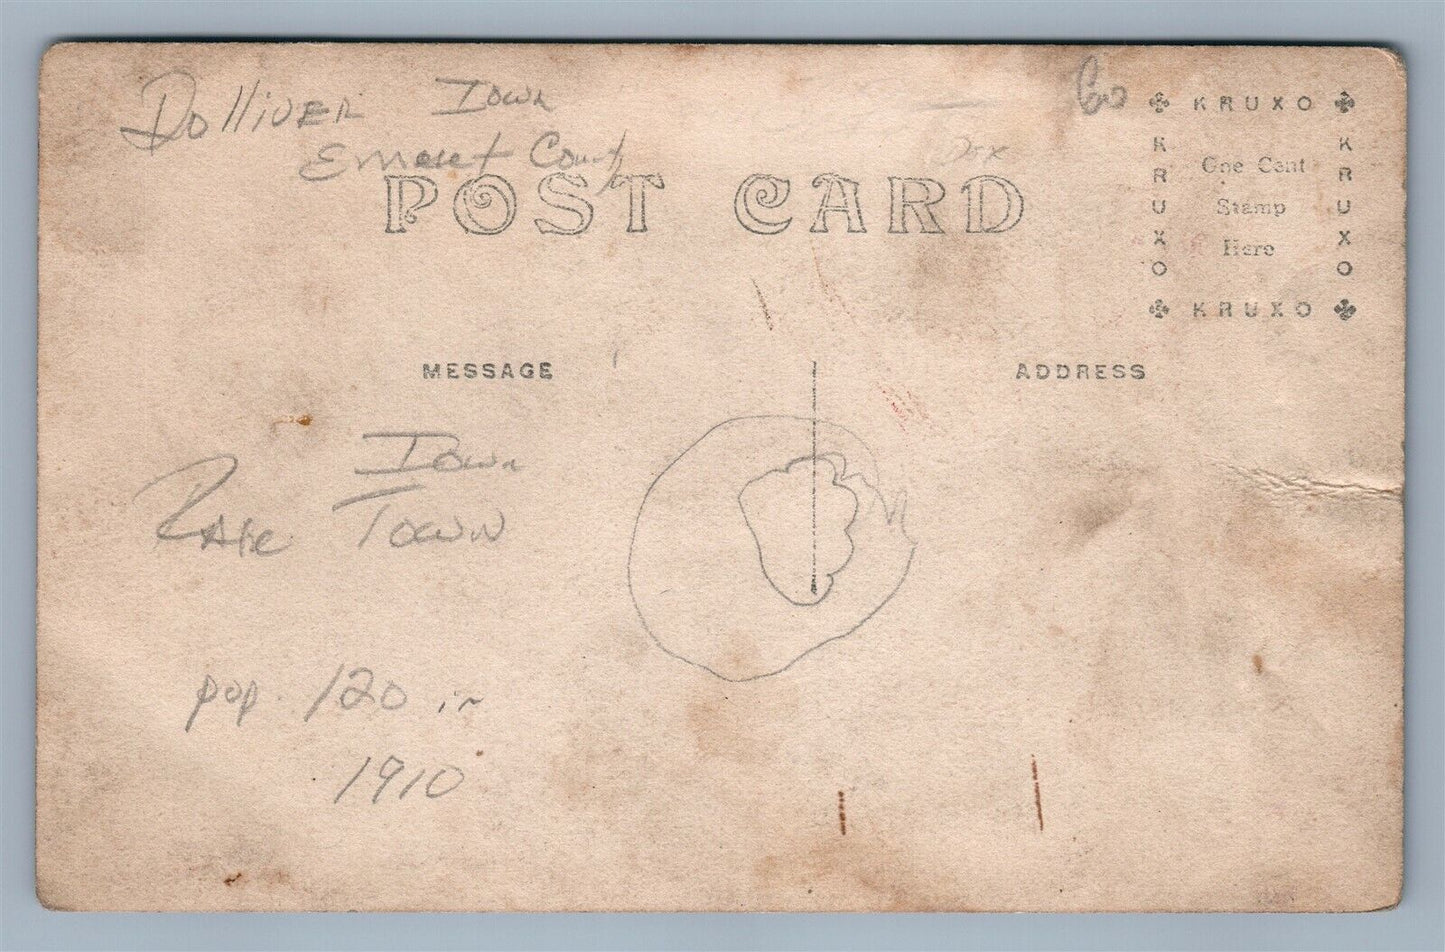 Dolliver Iowa
Emmet County
60
POST CARD
KRUXO
KRUXO
One Cent
Stamp
Here
KRUXO
KRUXO
MESSAGE
ADDRESS
Iowa
Rare Town
pop. 120 in
1910